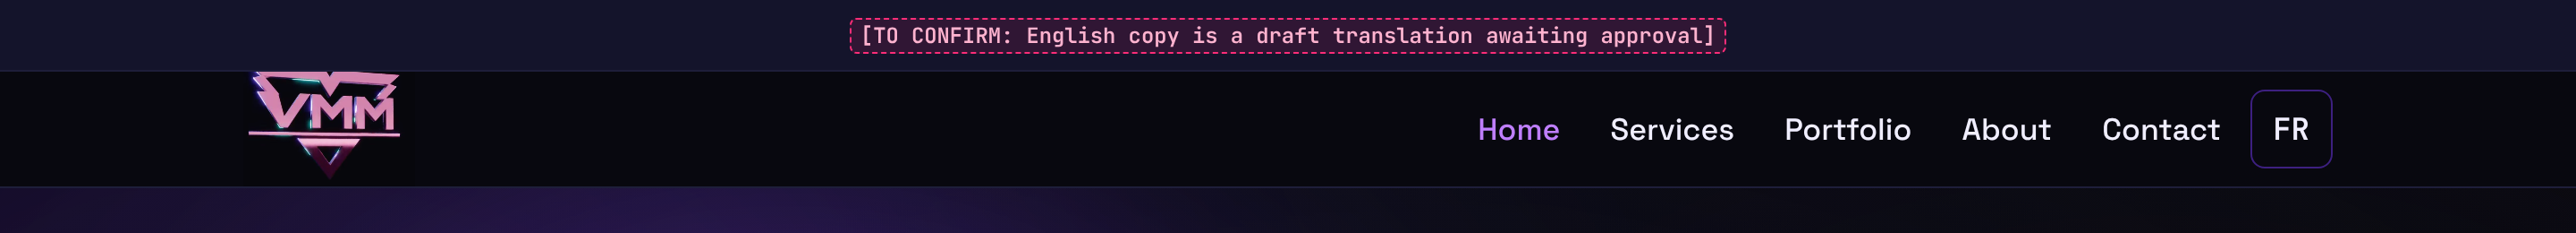 [TO CONFIRM: English copy is a draft translation awaiting approval]
VMM
Home Services Portfolio About Contact FR